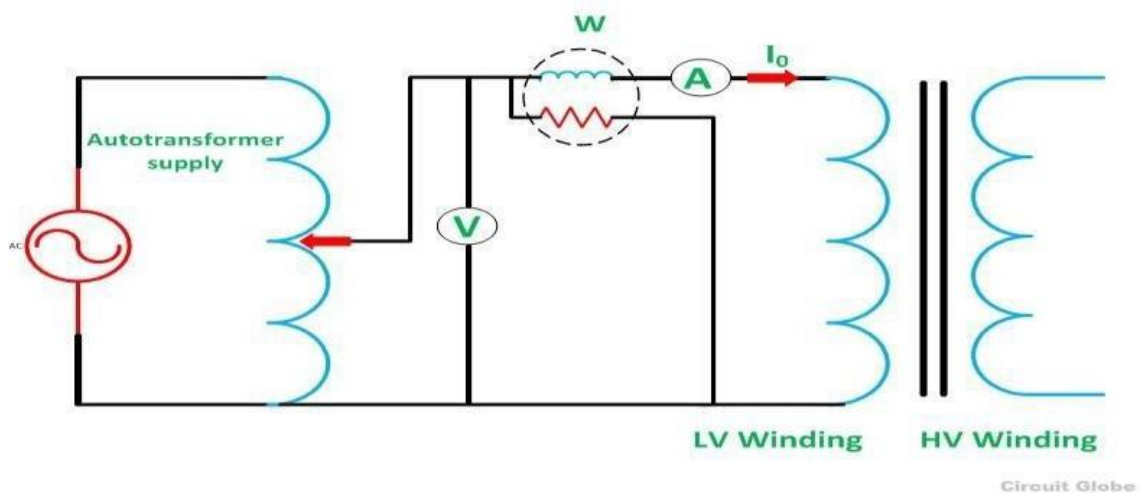 W
I₀
A
Autotransformer
supply
V
AC
LV Winding
HV Winding
Circuit Globe